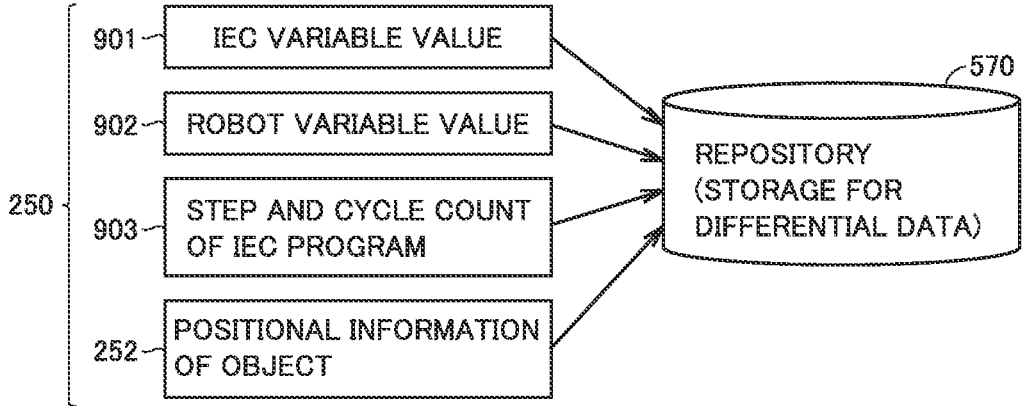 250
901
IEC VARIABLE VALUE
902
ROBOT VARIABLE VALUE
903
STEP AND CYCLE COUNT
OF IEC PROGRAM
252
POSITIONAL INFORMATION
OF OBJECT
570
REPOSITORY
(STORAGE FOR
DIFFERENTIAL DATA)